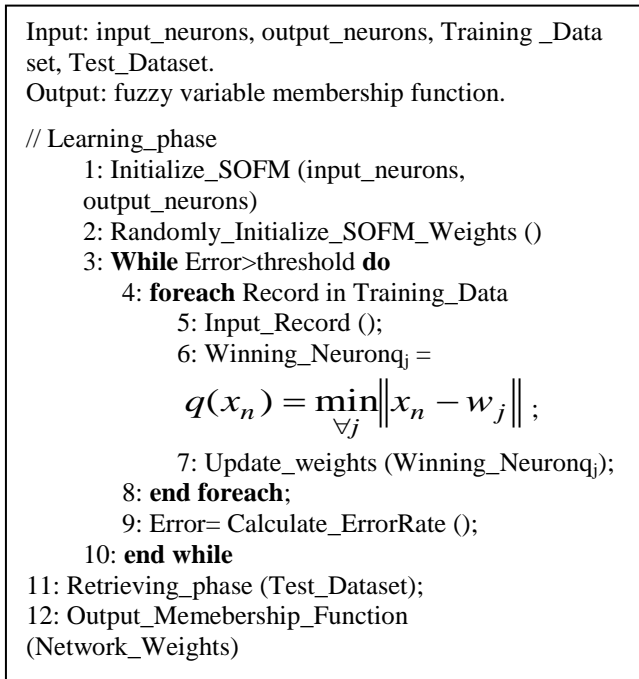 Input: input_neurons, output_neurons, Training _Data
set, Test_Dataset.
Output: fuzzy variable membership function.
// Learning_phase
1: Initialize_SOFM (input_neurons,
output_neurons)
2: Randomly_Initialize_SOFM_Weights ()
3: While Error>threshold do
4: foreach Record in Training_Data
5: Input_Record ();
6: Winning_Neuronqⱼ =
q(xₙ) = min ‖xₙ − wⱼ‖ ;
∀j
7: Update_weights (Winning_Neuronqⱼ);
8: end foreach;
9: Error= Calculate_ErrorRate ();
10: end while
11: Retrieving_phase (Test_Dataset);
12: Output_Memebership_Function
(Network_Weights)